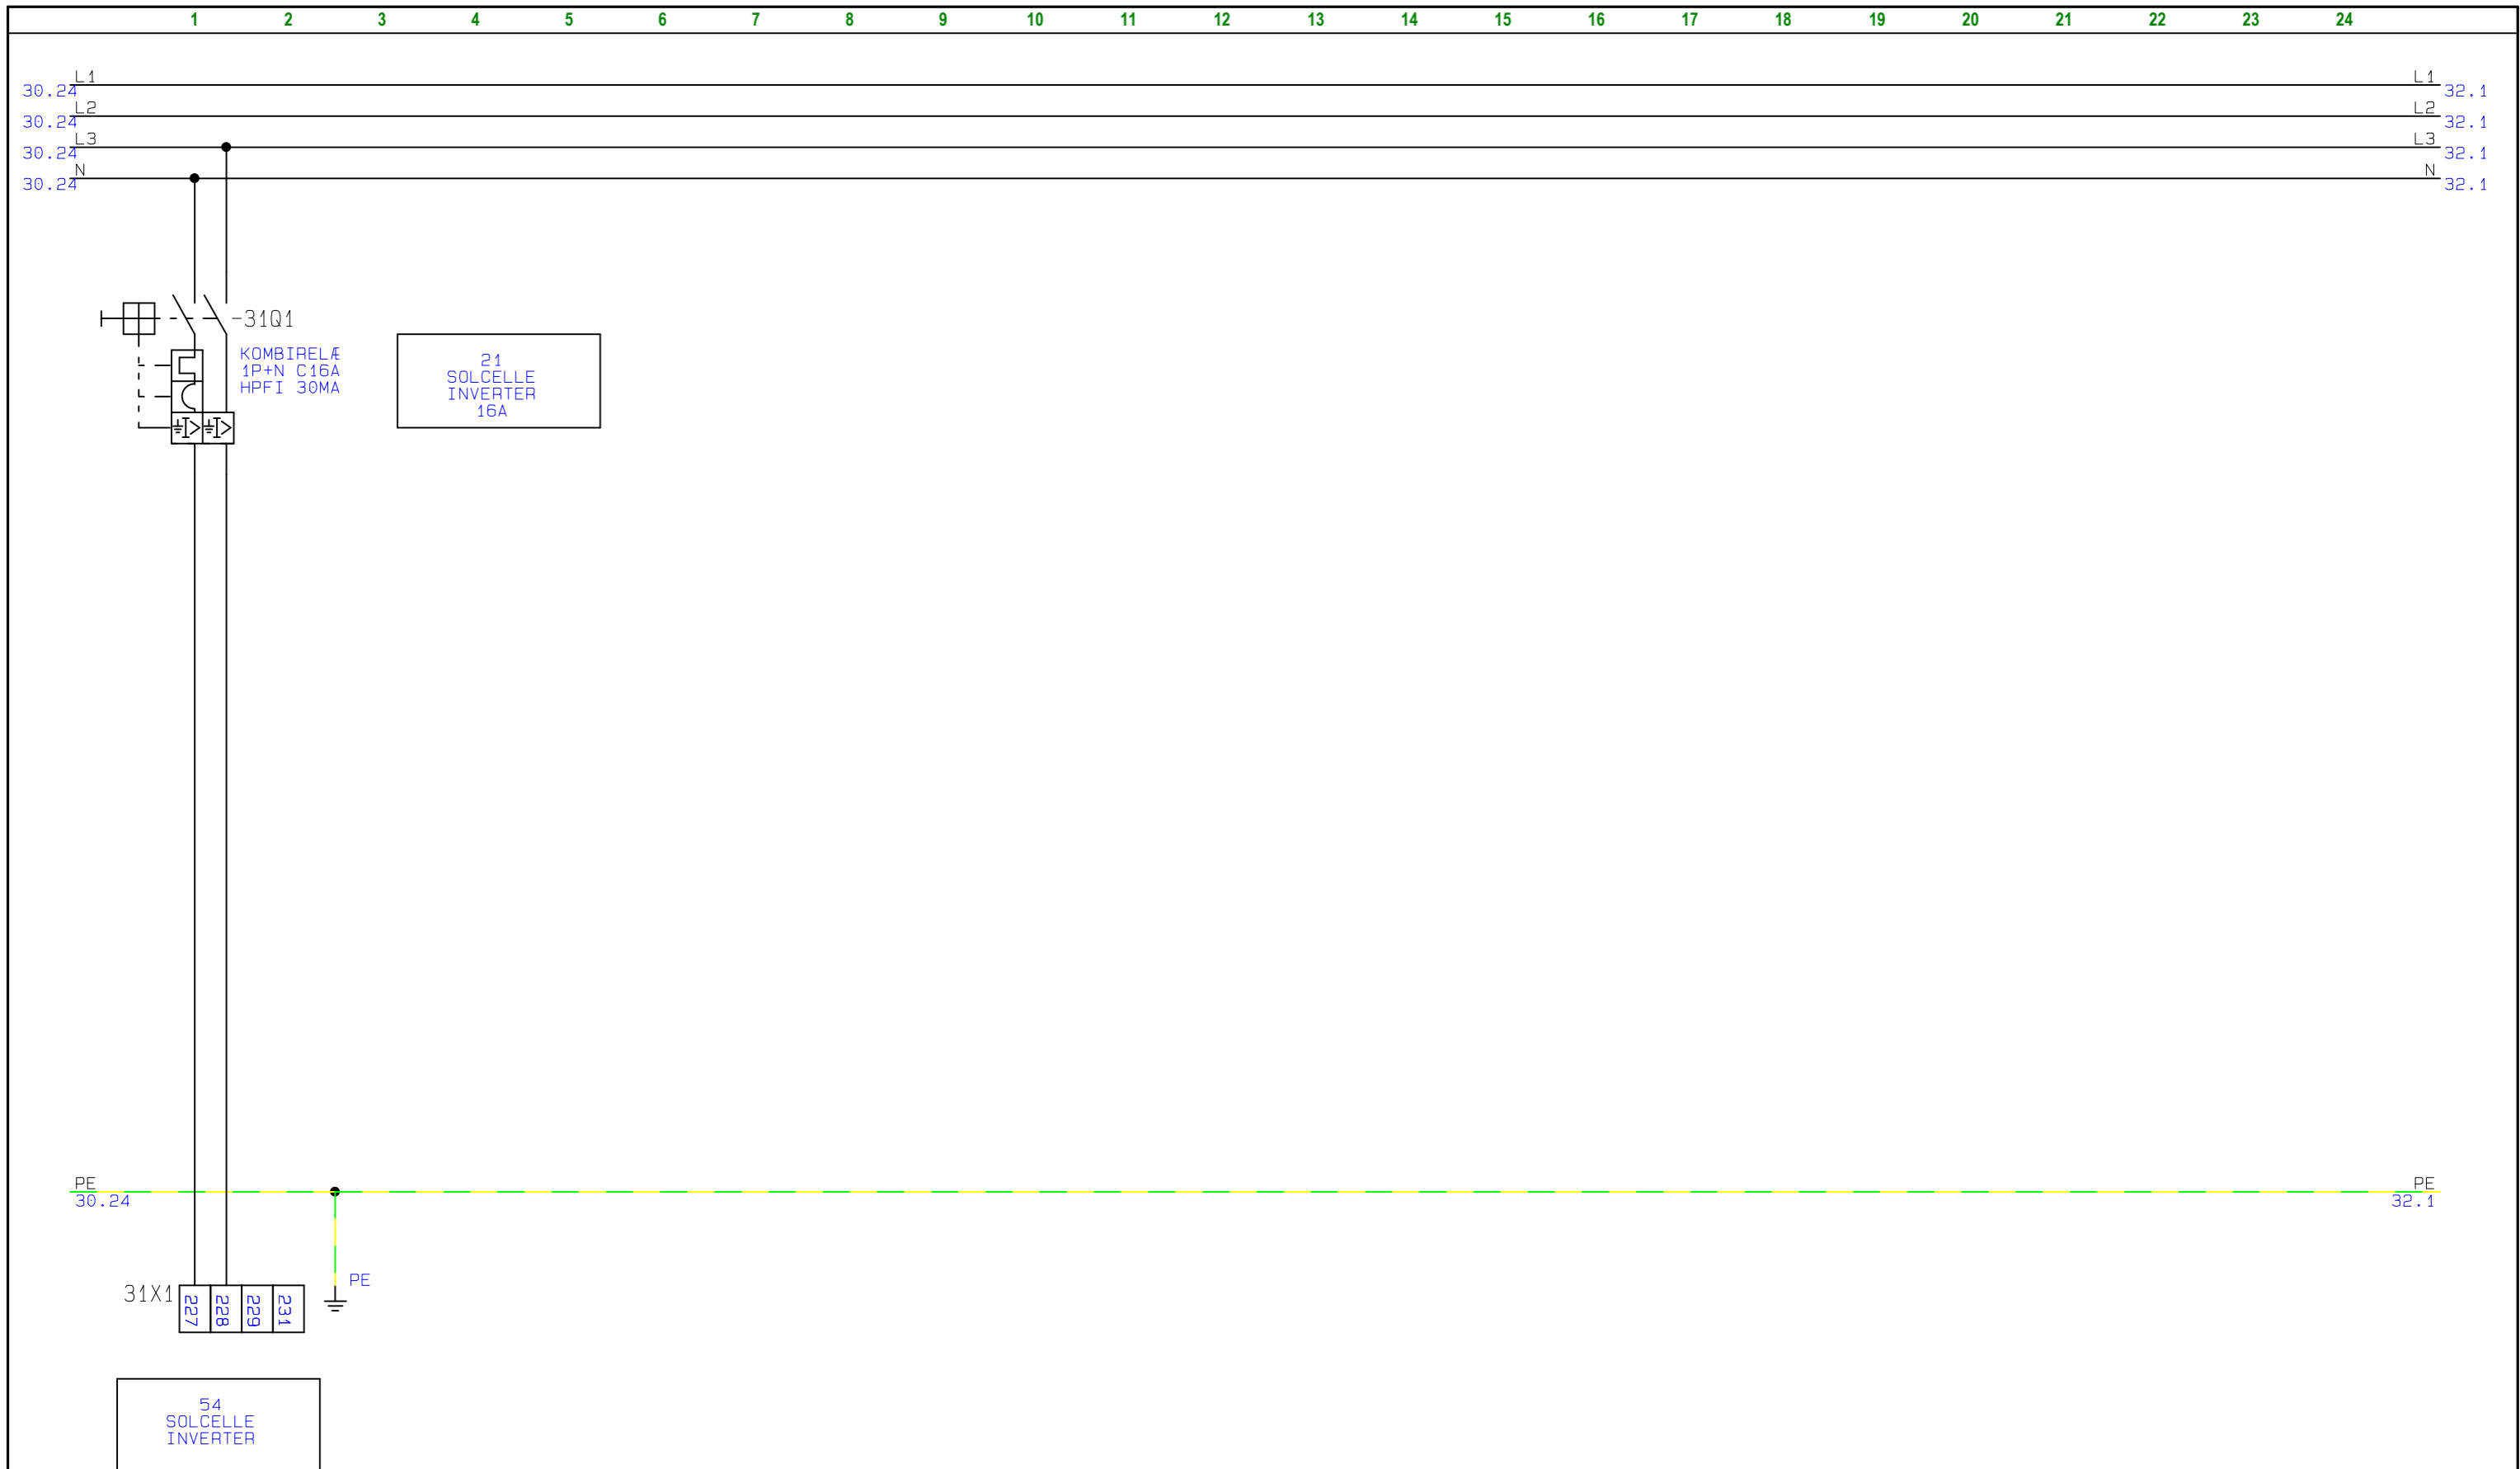 1 2 3 4 5 6 7 8 9 10 11 12 13 14 15 16 17 18 19 20 21 22 23 24
L1 L1
30.24 32.1
L2 L2
30.24 32.1
L3 L3
30.24 32.1
N N
30.24 32.1
-31Q1
KOMBIRELÆ
1P+N C16A
HPFI 30MA
21
SOLCELLE
INVERTER
16A
PE PE
30.24 32.1
PE
31X1 227 228 229 231
54
SOLCELLE
INVERTER